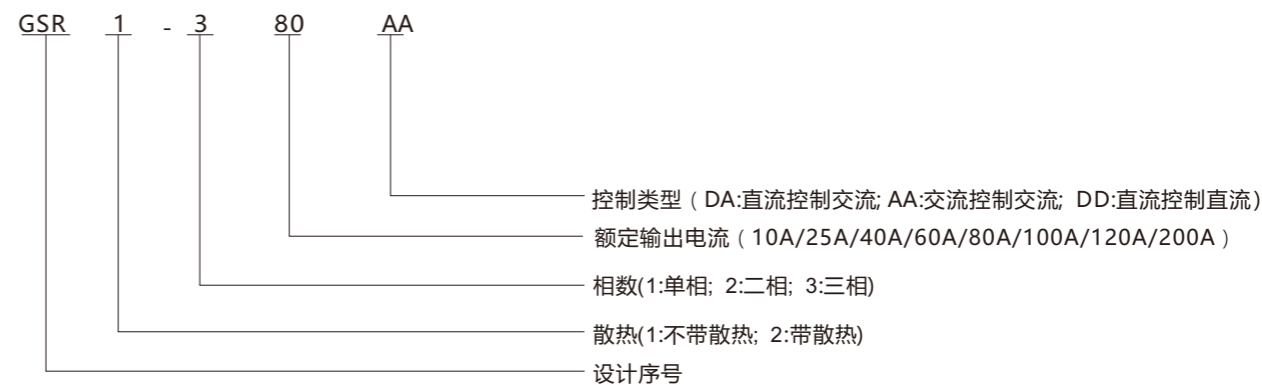 GSR 1 - 3 80 AA
控制类型（DA:直流控制交流; AA:交流控制交流; DD:直流控制直流)
额定输出电流（10A/25A/40A/60A/80A/100A/120A/200A）
相数(1:单相; 2:二相; 3:三相)
散热(1:不带散热; 2:带散热)
设计序号